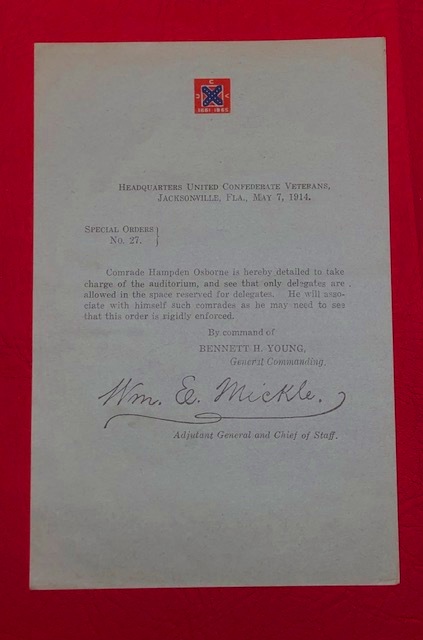 U C V
1861-1865
HEADQUARTERS UNITED CONFEDERATE VETERANS,
JACKSONVILLE, FLA., MAY 7, 1914.
SPECIAL ORDERS }
No. 27.
Comrade Hampden Osborne is hereby detailed to take
charge of the auditorium, and see that only delegates are
allowed in the space reserved for delegates. He will asso-
ciate with himself such comrades as he may need to see
that this order is rigidly enforced.
By command of
BENNETT H. YOUNG,
General Commanding.
Wm. E. Mickle.
Adjutant General and Chief of Staff.